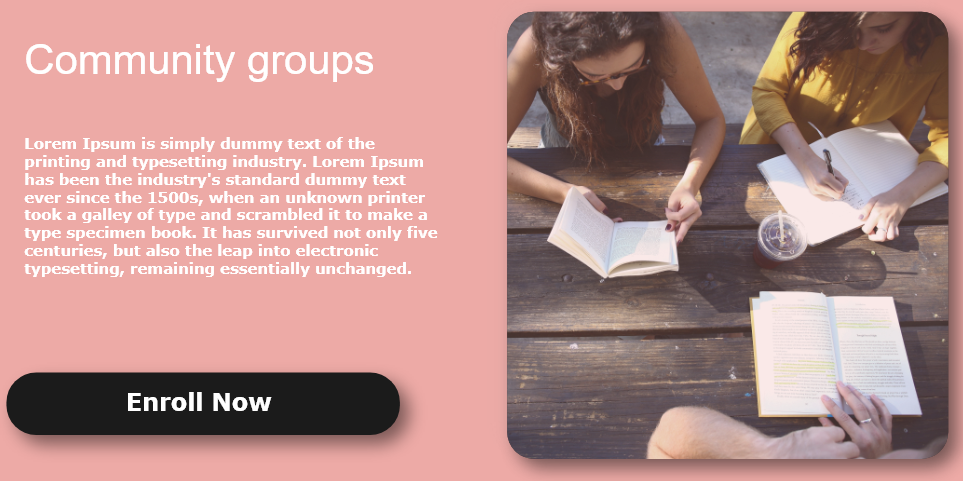 Community groups
Lorem Ipsum is simply dummy text of the
printing and typesetting industry. Lorem Ipsum
has been the industry's standard dummy text
ever since the 1500s, when an unknown printer
took a galley of type and scrambled it to make a
type specimen book. It has survived not only five
centuries, but also the leap into electronic
typesetting, remaining essentially unchanged.
Enroll Now